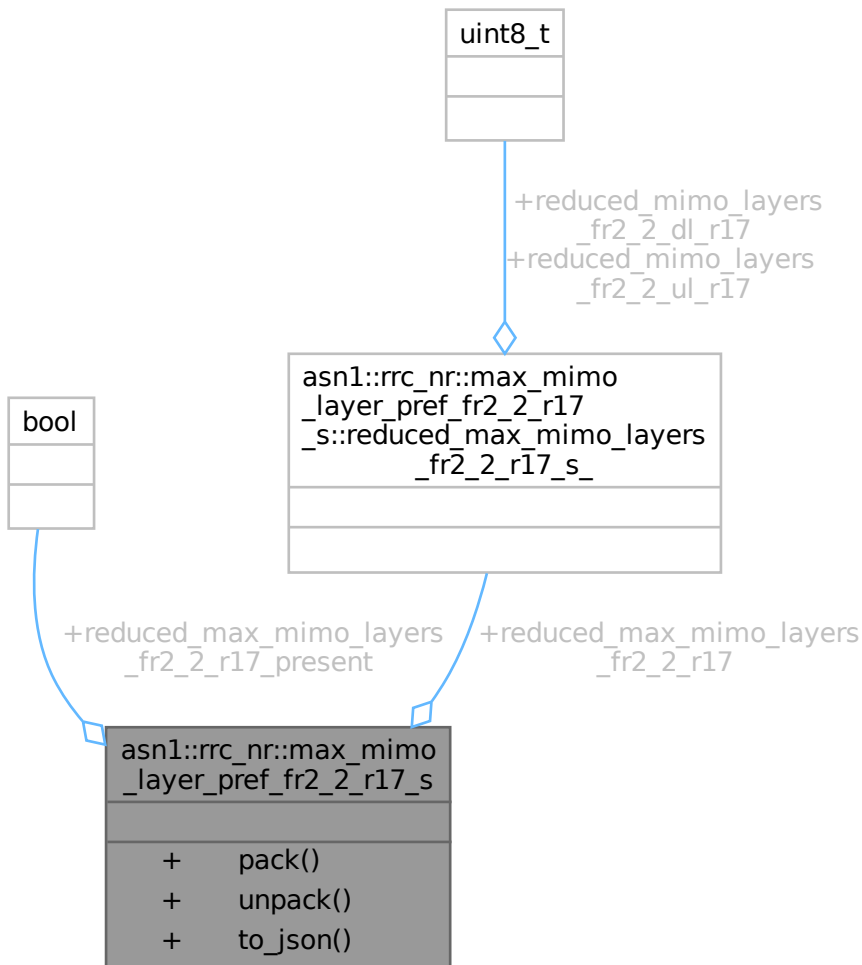 uint8_t
+reduced_mimo_layers
_fr2_2_dl_r17
+reduced_mimo_layers
_fr2_2_ul_r17
asn1::rrc_nr::max_mimo
_layer_pref_fr2_2_r17
_s::reduced_max_mimo_layers
_fr2_2_r17_s_
bool
+reduced_max_mimo_layers
_fr2_2_r17_present
+reduced_max_mimo_layers
_fr2_2_r17
asn1::rrc_nr::max_mimo
_layer_pref_fr2_2_r17_s
+ pack()
+ unpack()
+ to_json()